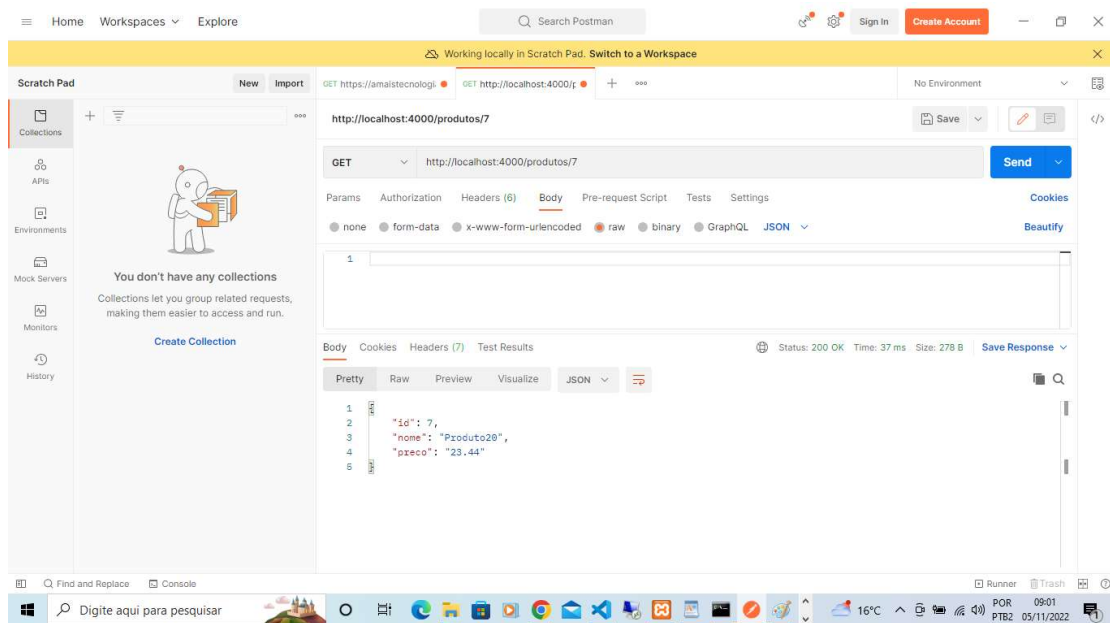 Home Workspaces Explore Search Postman Sign In Create Account
Working locally in Scratch Pad. Switch to a Workspace
Scratch Pad New Import GET https://amaistecnologi. GET http://localhost:4000/p No Environment
Collections
APIs
Environments
Mock Servers
Monitors
History
You don't have any collections
Collections let you group related requests,
making them easier to access and run.
Create Collection
http://localhost:4000/produtos/7 Save
GET http://localhost:4000/produtos/7 Send
Params Authorization Headers (6) Body Pre-request Script Tests Settings Cookies
none form-data x-www-form-urlencoded raw binary GraphQL JSON Beautify
1
Body Cookies Headers (7) Test Results Status: 200 OK Time: 37 ms Size: 278 B Save Response
Pretty Raw Preview Visualize JSON
1 {
2 "id": 7,
3 "nome": "Produto20",
4 "preco": "23.44"
5 }
Find and Replace Console Runner Trash
Digite aqui para pesquisar 16°C POR 09:01
PTB2 05/11/2022